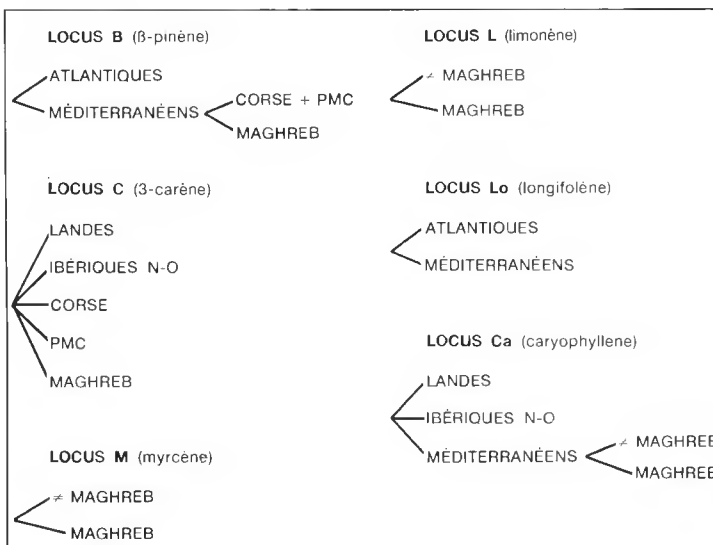 LOCUS B (ß-pinène)
ATLANTIQUES
MÉDITERRANÉENS
CORSE + PMC
MAGHREB
LOCUS C (3-carène)
LANDES
IBÉRIQUES N-O
CORSE
PMC
MAGHREB
LOCUS M (myrcène)
≠ MAGHREB
MAGHREB
LOCUS L (limonène)
≠ MAGHREB
MAGHREB
LOCUS Lo (longifolène)
ATLANTIQUES
MÉDITERRANÉENS
LOCUS Ca (caryophyllene)
LANDES
IBÉRIQUES N-O
MÉDITERRANÉENS
≠ MAGHREB
MAGHREB